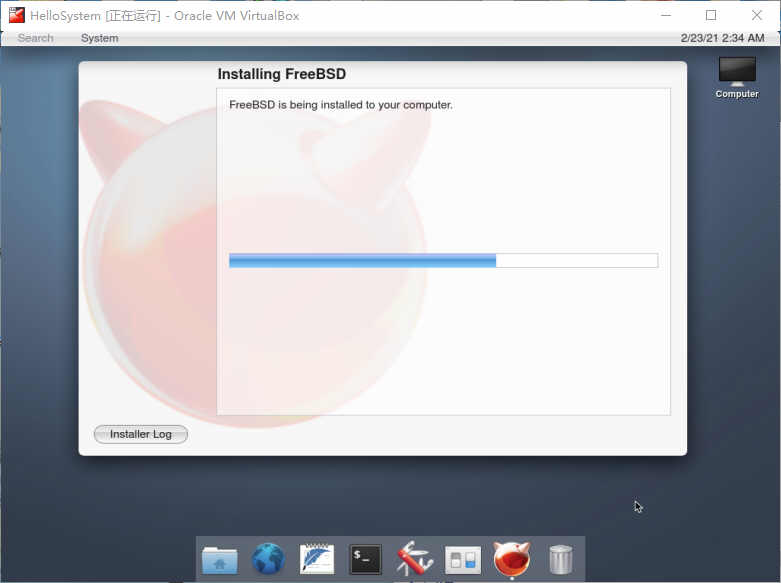 HelloSystem [正在运行] - Oracle VM VirtualBox
Search System 2/23/21 2:34 AM
Installing FreeBSD
Computer
FreeBSD is being installed to your computer.
Installer Log
$_